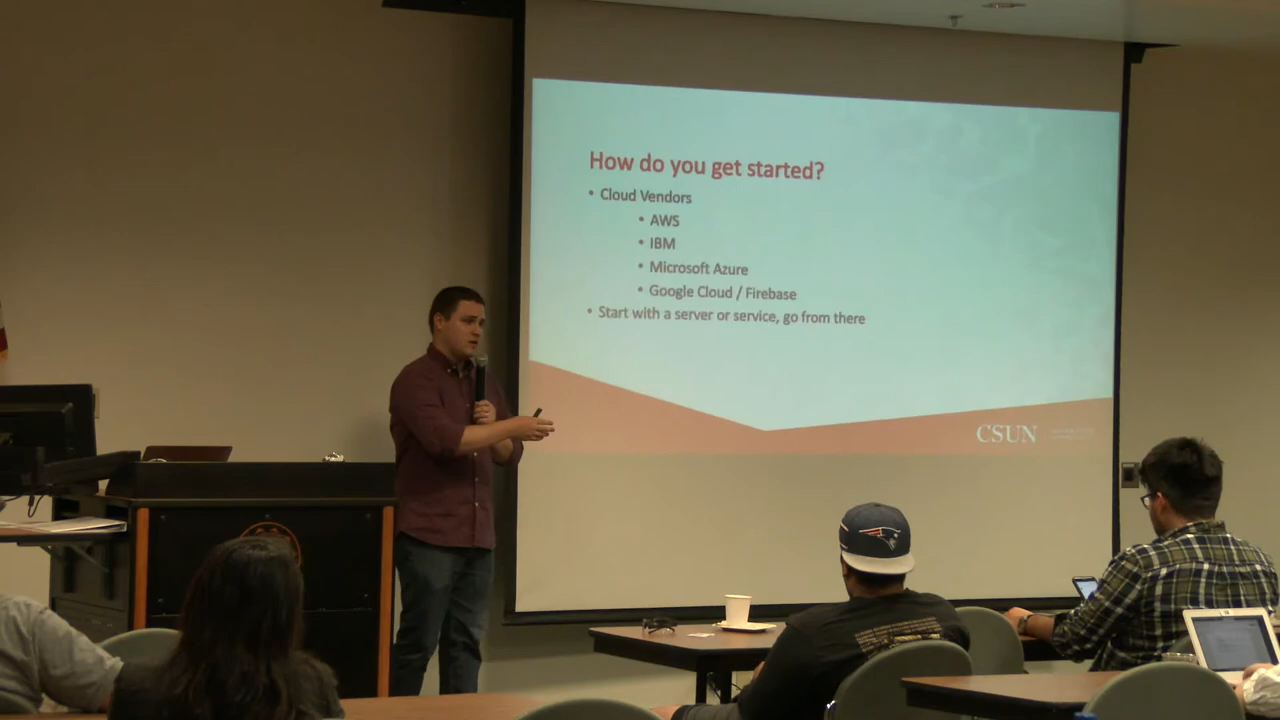 How do you get started?
• Cloud Vendors
• AWS
• IBM
• Microsoft Azure
• Google Cloud / Firebase
• Start with a server or service, go from there
CSUN